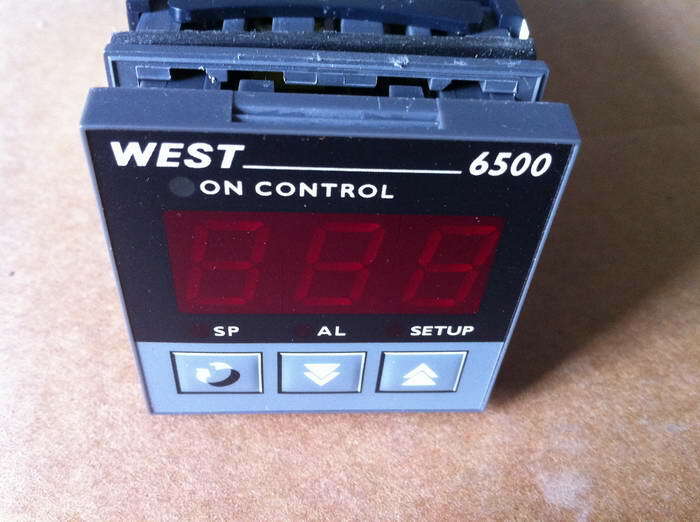 WEST 6500
ON CONTROL
SP AL SETUP